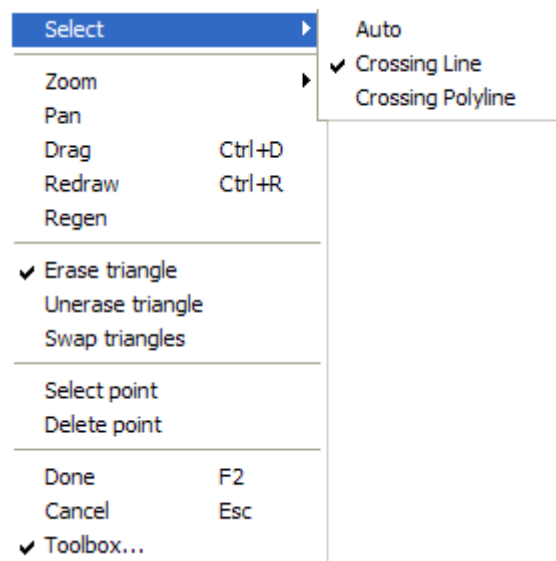 Select
Auto
Crossing Line
Crossing Polyline
Zoom
Pan
Drag Ctrl+D
Redraw Ctrl+R
Regen
Erase triangle
Unerase triangle
Swap triangles
Select point
Delete point
Done F2
Cancel Esc
Toolbox...